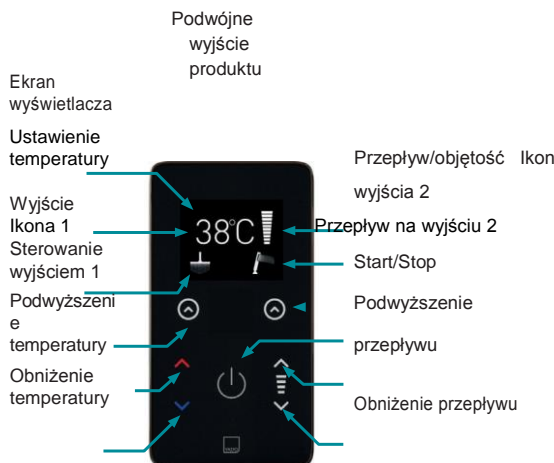 Podwójne
wyjście
produktu
Ekran
wyświetlacza
Ustawienie
temperatury
Wyjście
Ikona 1
Sterowanie
wyjściem 1
Podwyższeni
e
temperatury
Obniżenie
temperatury
38°C
Przepływ/objętość Ikon
wyjścia 2
Przepływ na wyjściu 2
Start/Stop
Podwyższenie
przepływu
Obniżenie przepływu